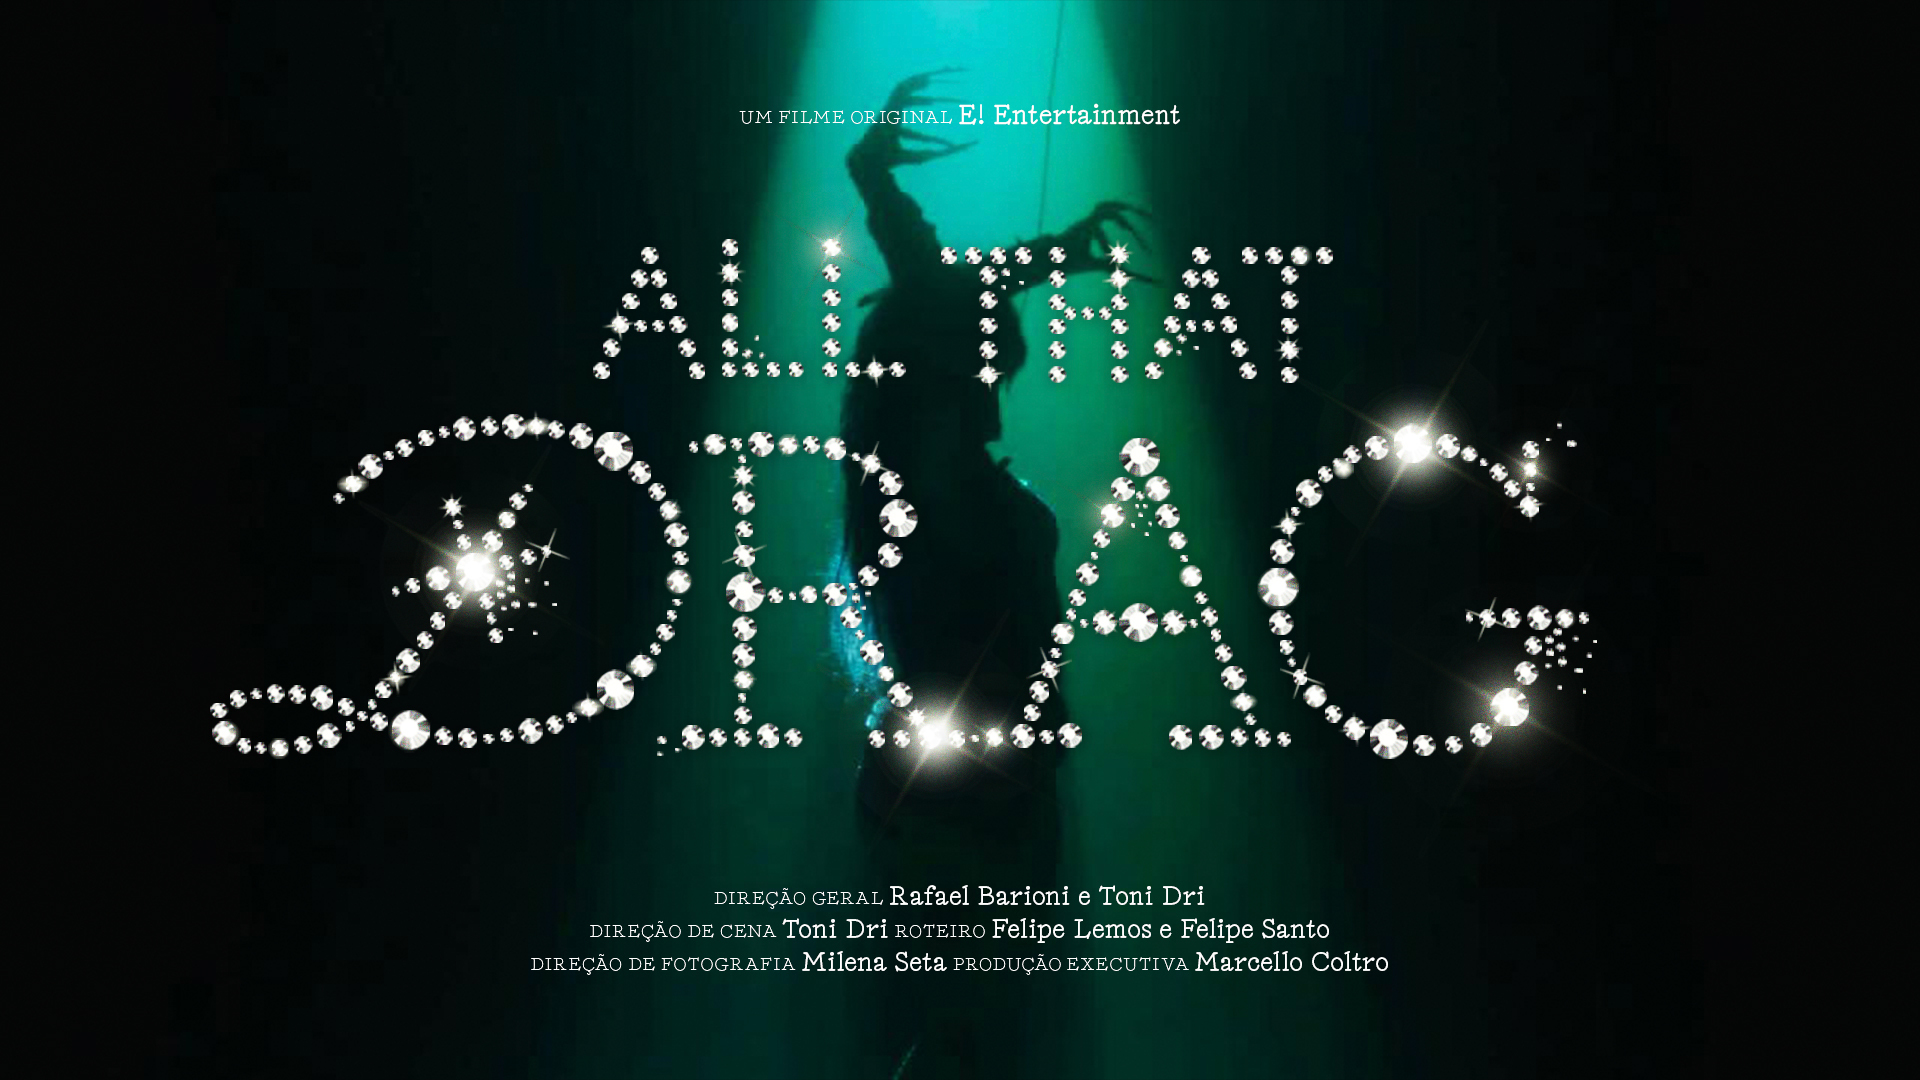 UM FILME ORIGINAL E! Entertainment
ALL THAT
DRAG
DIREÇÃO GERAL Rafael Barioni e Toni Dri
DIREÇÃO DE CENA Toni Dri ROTEIRO Felipe Lemos e Felipe Santo
DIREÇÃO DE FOTOGRAFIA Milena Seta PRODUÇÃO EXECUTIVA Marcello Coltro